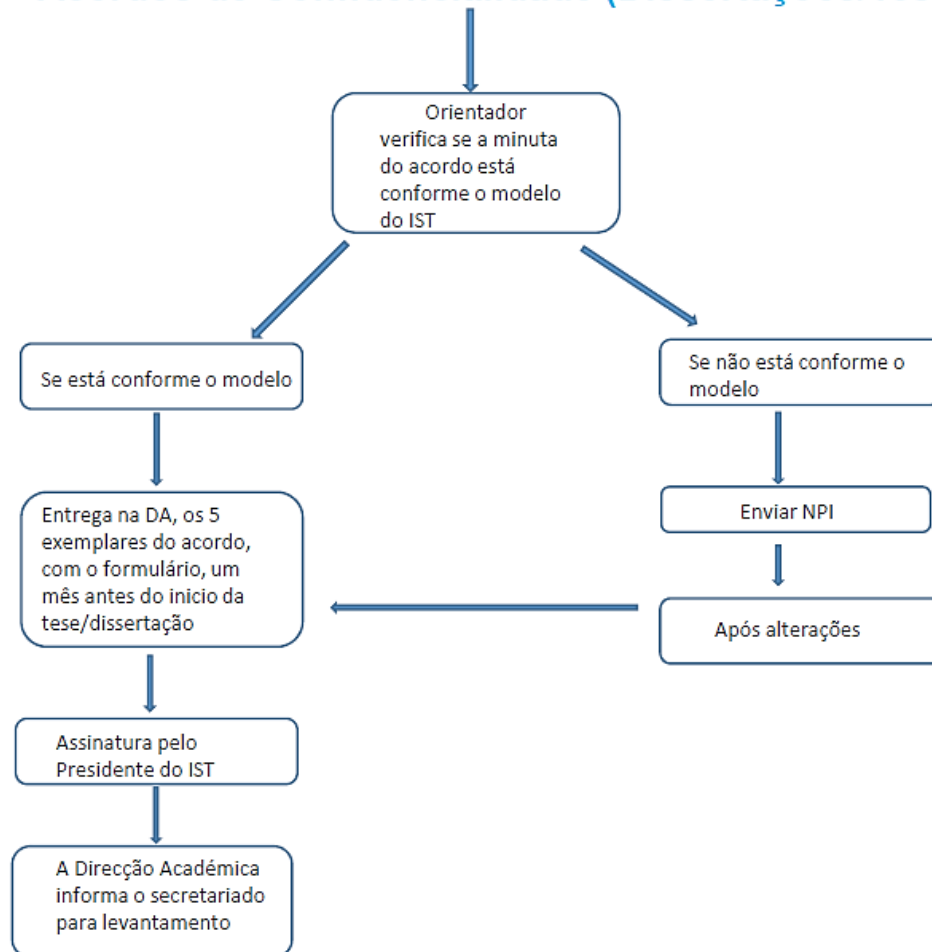 Orientador
verifica se a minuta
do acordo está
conforme o modelo
do IST
Se está conforme o modelo
Se não está conforme o
modelo
Entrega na DA, os 5
exemplares do acordo,
com o formulário, um
mês antes do inicio da
tese/dissertação
Enviar NPI
Após alterações
Assinatura pelo
Presidente do IST
A Direcção Académica
informa o secretariado
para levantamento